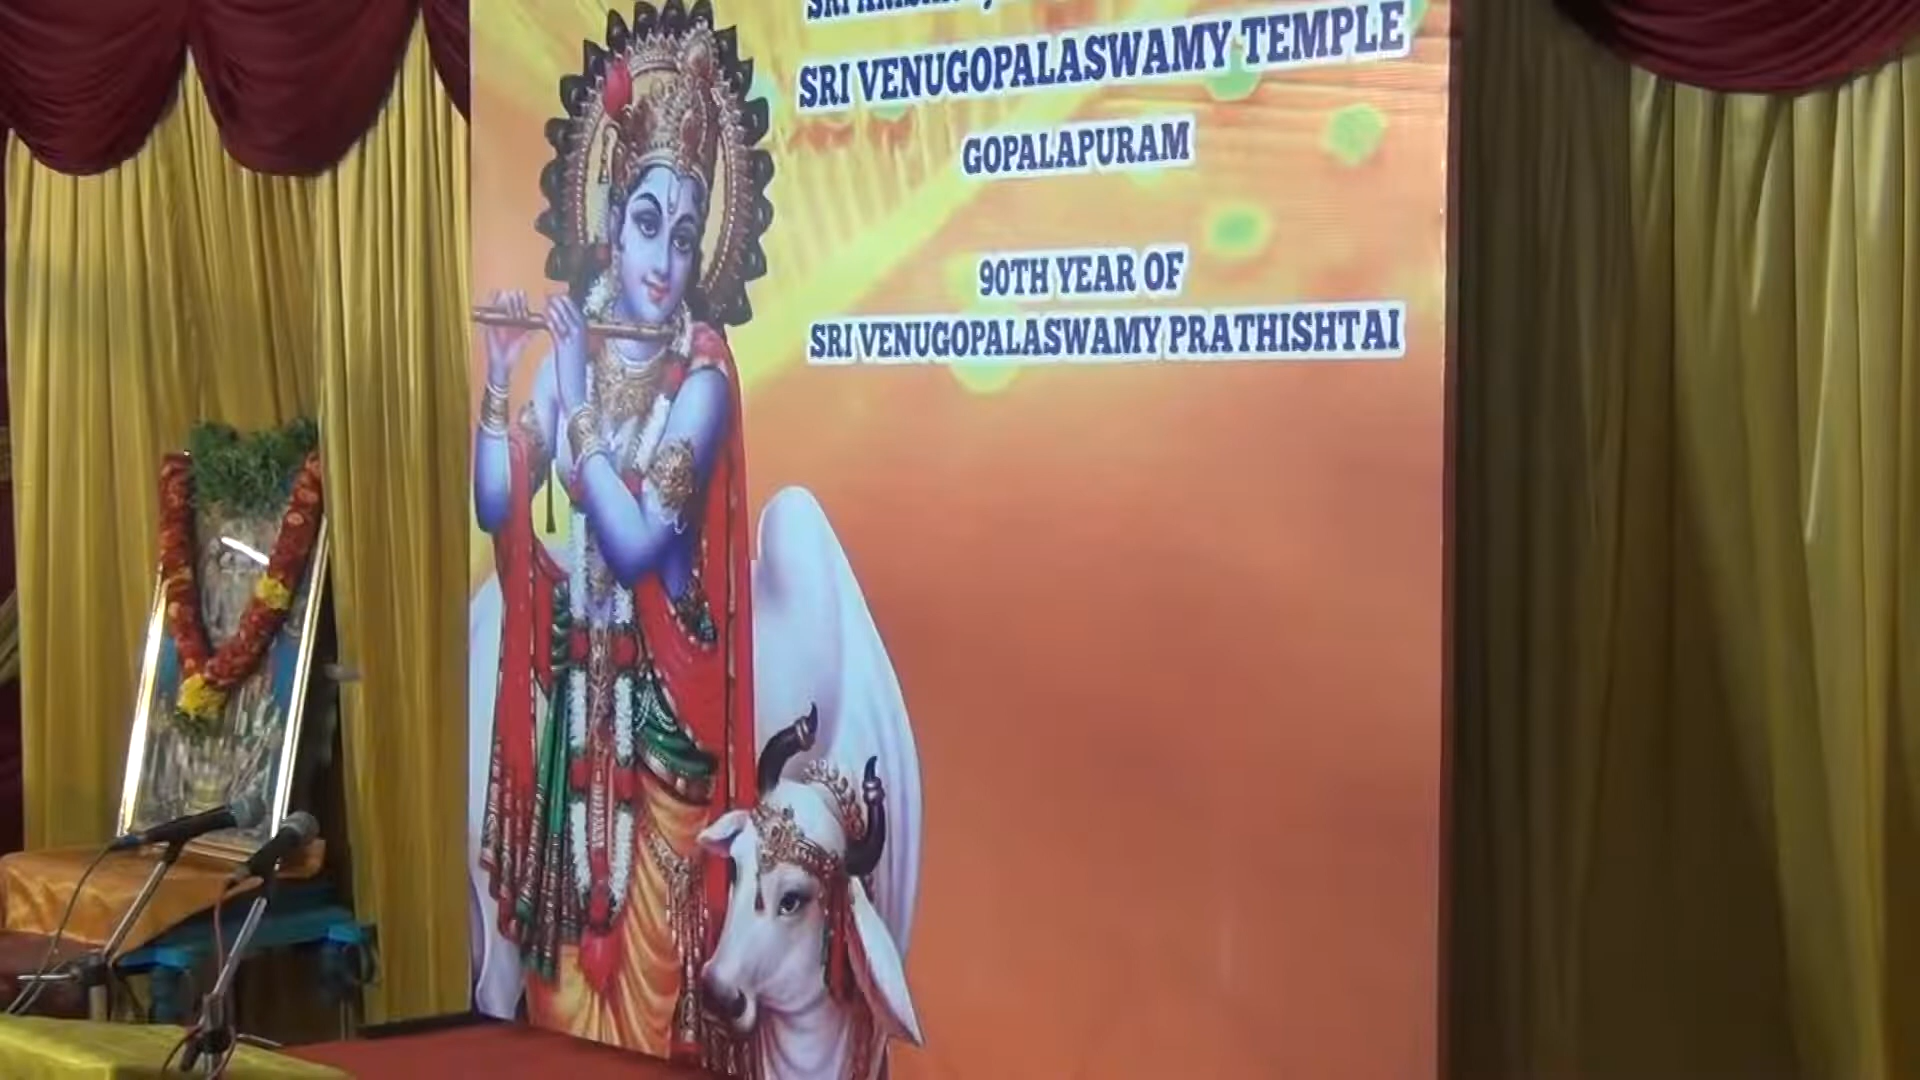 SRI VENUGOPALASWAMY TEMPLE
GOPALAPURAM
90TH YEAR OF
SRI VENUGOPALASWAMY PRATHISHTAI